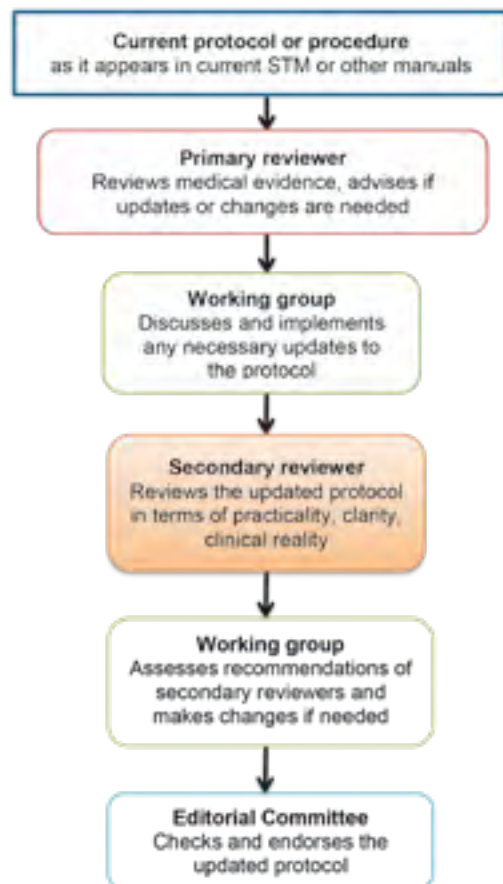 Current protocol or procedure
as it appears in current STM or other manuals
Primary reviewer
Reviews medical evidence, advises if
updates or changes are needed
Working group
Discusses and implements
any necessary updates to
the protocol
Secondary reviewer
Reviews the updated protocol
in terms of practicality, clarity,
clinical reality
Working group
Assesses recommendations of
secondary reviewers and
makes changes if needed
Editorial Committee
Checks and endorses the
updated protocol